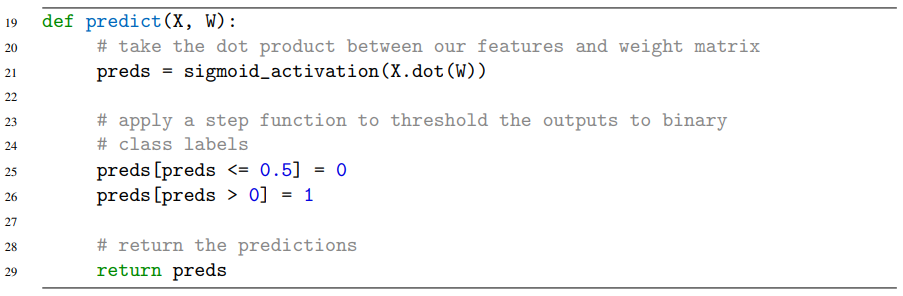 19 def predict(X, W):
20     # take the dot product between our features and weight matrix
21     preds = sigmoid_activation(X.dot(W))
22
23     # apply a step function to threshold the outputs to binary
24     # class labels
25     preds[preds <= 0.5] = 0
26     preds[preds > 0] = 1
27
28     # return the predictions
29     return preds